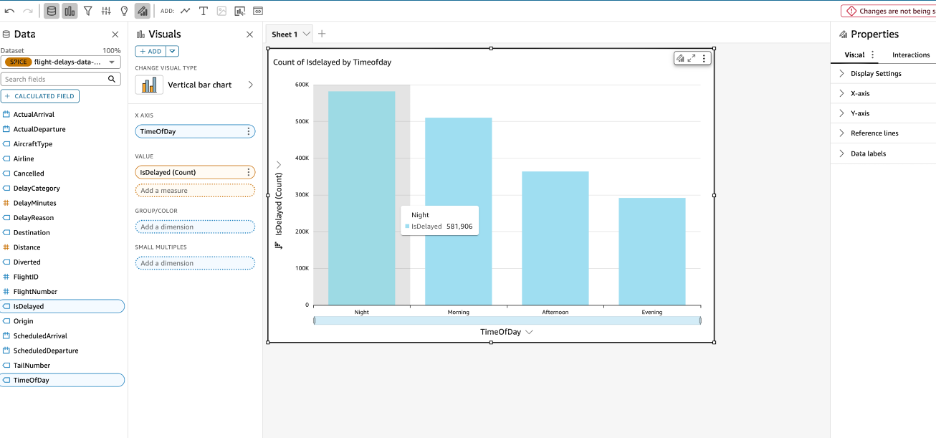 ADD:
Changes are not being s
Data
Dataset
100%
SPICE flight-delays-data-...
Search fields
+ CALCULATED FIELD
ActualArrival
ActualDeparture
AircraftType
Airline
Cancelled
DelayCategory
DelayMinutes
DelayReason
Destination
Distance
Diverted
FlightID
FlightNumber
IsDelayed
Origin
ScheduledArrival
ScheduledDeparture
TailNumber
TimeOfDay
Visuals
+ ADD
CHANGE VISUAL TYPE
Vertical bar chart
X AXIS
TimeOfDay
VALUE
IsDelayed (Count)
Add a measure
GROUP/COLOR
Add a dimension
SMALL MULTIPLES
Add a dimension
Sheet 1
Count of Isdelayed by Timeofday
600K
500K
400K
300K
200K
100K
0
IsDelayed (Count)
Night
IsDelayed 581,906
Night
Morning
Afternoon
Evening
TimeOfDay
Properties
Visual
Interactions
Display Settings
X-axis
Y-axis
Reference lines
Data labels